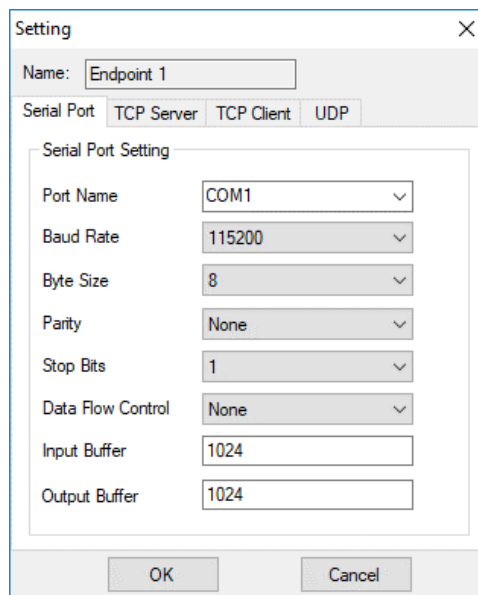 Setting
Name: Endpoint 1
Serial Port TCP Server TCP Client UDP
Serial Port Setting
Port Name COM1
Baud Rate 115200
Byte Size 8
Parity None
Stop Bits 1
Data Flow Control None
Input Buffer 1024
Output Buffer 1024
OK Cancel